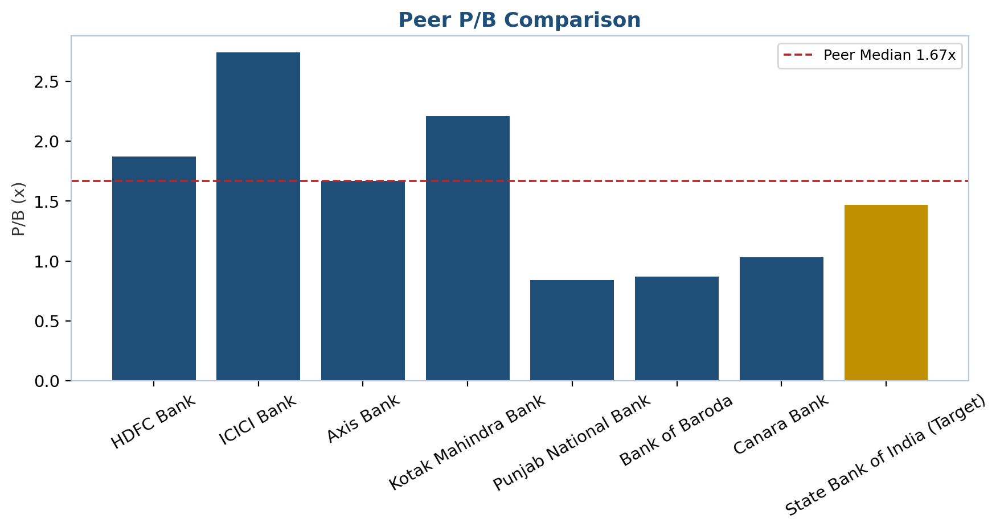 Peer P/B Comparison
Peer Median 1.67x
P/B (x)
2.5
2.0
1.5
1.0
0.5
0.0
HDFC Bank
ICICI Bank
Axis Bank
Kotak Mahindra Bank
Punjab National Bank
Bank of Baroda
Canara Bank
State Bank of India (Target)